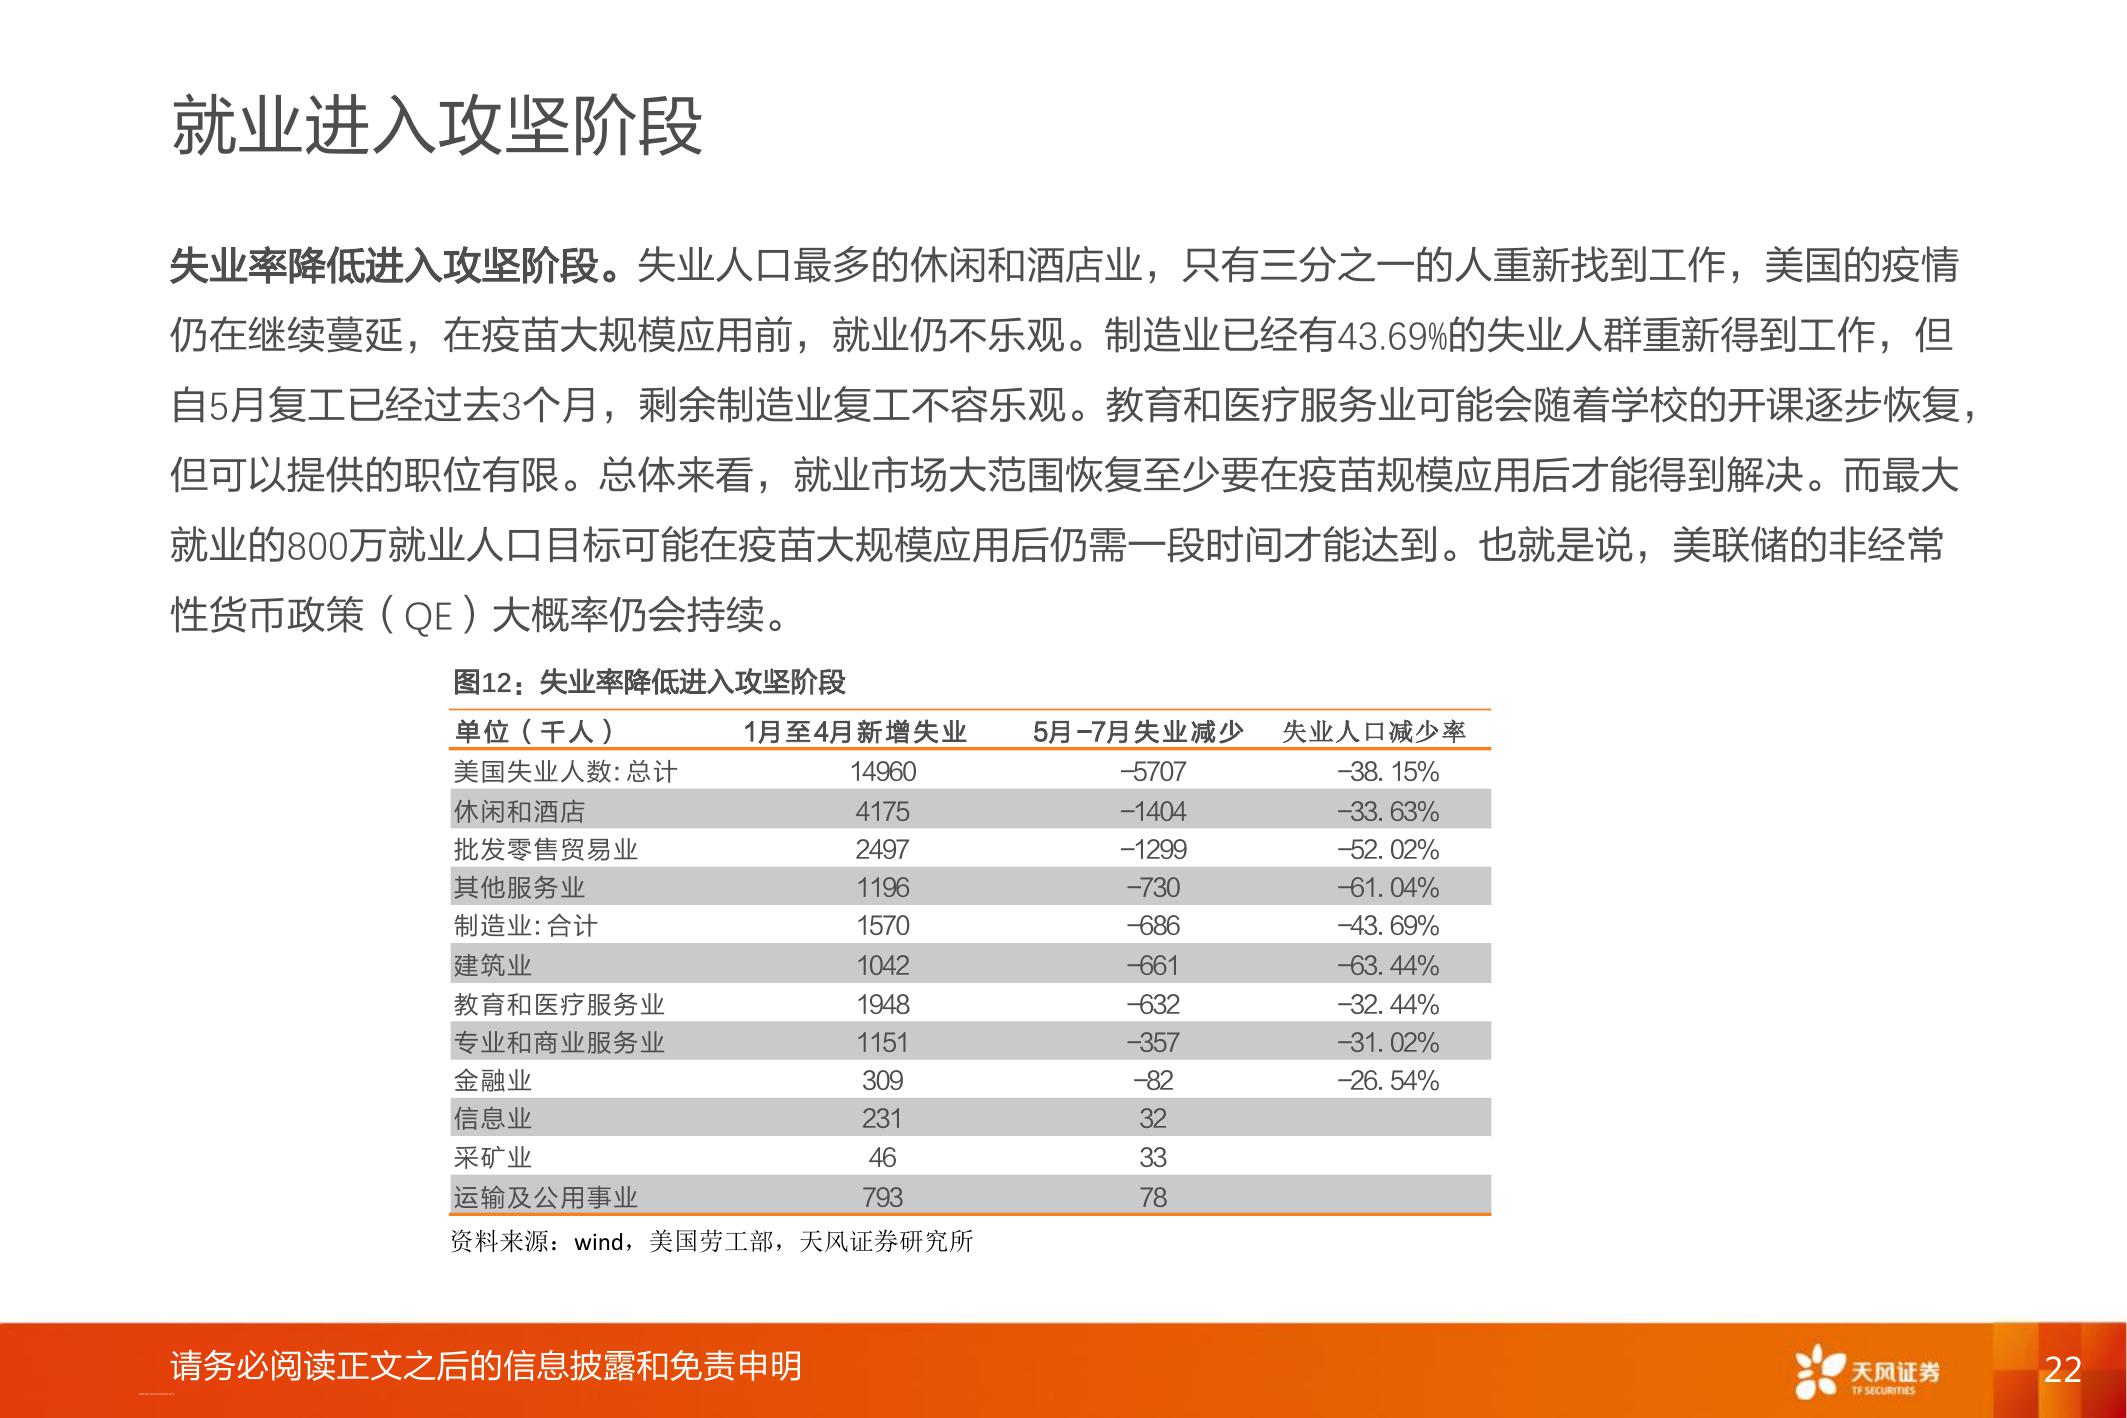 就业进入攻坚阶段
失业率降低进入攻坚阶段。失业人口最多的休闲和酒店业，只有三分之一的人重新找到工作，美国的疫情
仍在继续蔓延，在疫苗大规模应用前，就业仍不乐观。制造业已经有43.69%的失业人群重新得到工作，但
自5月复工已经过去3个月，剩余制造业复工不容乐观。教育和医疗服务业可能会随着学校的开课逐步恢复，
但可以提供的职位有限。总体来看，就业市场大范围恢复至少要在疫苗规模应用后才能得到解决。而最大
就业的800万就业人口目标可能在疫苗大规模应用后仍需一段时间才能达到。也就是说，美联储的非经常
性货币政策（QE）大概率仍会持续。
图12：失业率降低进入攻坚阶段
单位（千人） 1月至4月新增失业 5月-7月失业减少 失业人口减少率
美国失业人数:总计 14960 -5707 -38.15%
休闲和酒店 4175 -1404 -33.63%
批发零售贸易业 2497 -1299 -52.02%
其他服务业 1196 -730 -61.04%
制造业:合计 1570 -686 -43.69%
建筑业 1042 -661 -63.44%
教育和医疗服务业 1948 -632 -32.44%
专业和商业服务业 1151 -357 -31.02%
金融业 309 -82 -26.54%
信息业 231 32
采矿业 46 33
运输及公用事业 793 78
资料来源：wind，美国劳工部，天风证券研究所
请务必阅读正文之后的信息披露和免责申明
天风证券
TF SECURITIES
22